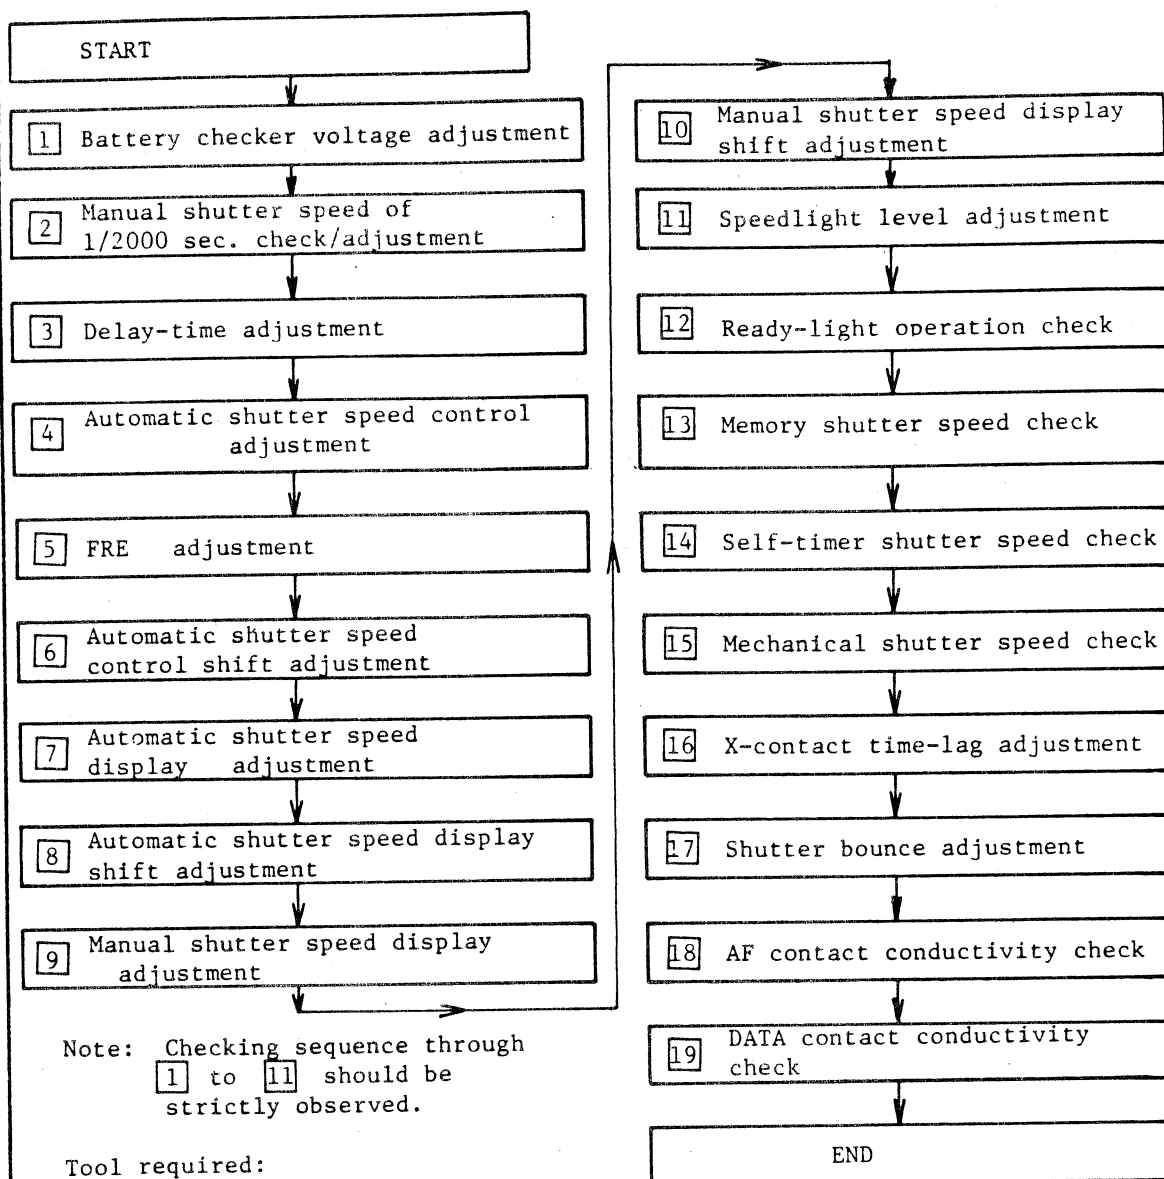 START
1 Battery checker voltage adjustment
2 Manual shutter speed of
1/2000 sec. check/adjustment
3 Delay-time adjustment
4 Automatic shutter speed control
adjustment
5 FRE adjustment
6 Automatic shutter speed
control shift adjustment
7 Automatic shutter speed
display adjustment
8 Automatic shutter speed display
shift adjustment
9 Manual shutter speed display
adjustment
Note: Checking sequence through
1 to 11 should be
strictly observed.
Tool required:
10 Manual shutter speed display
shift adjustment
11 Speedlight level adjustment
12 Ready-light operation check
13 Memory shutter speed check
14 Self-timer shutter speed check
15 Mechanical shutter speed check
16 X-contact time-lag adjustment
17 Shutter bounce adjustment
18 AF contact conductivity check
19 DATA contact conductivity
check
END